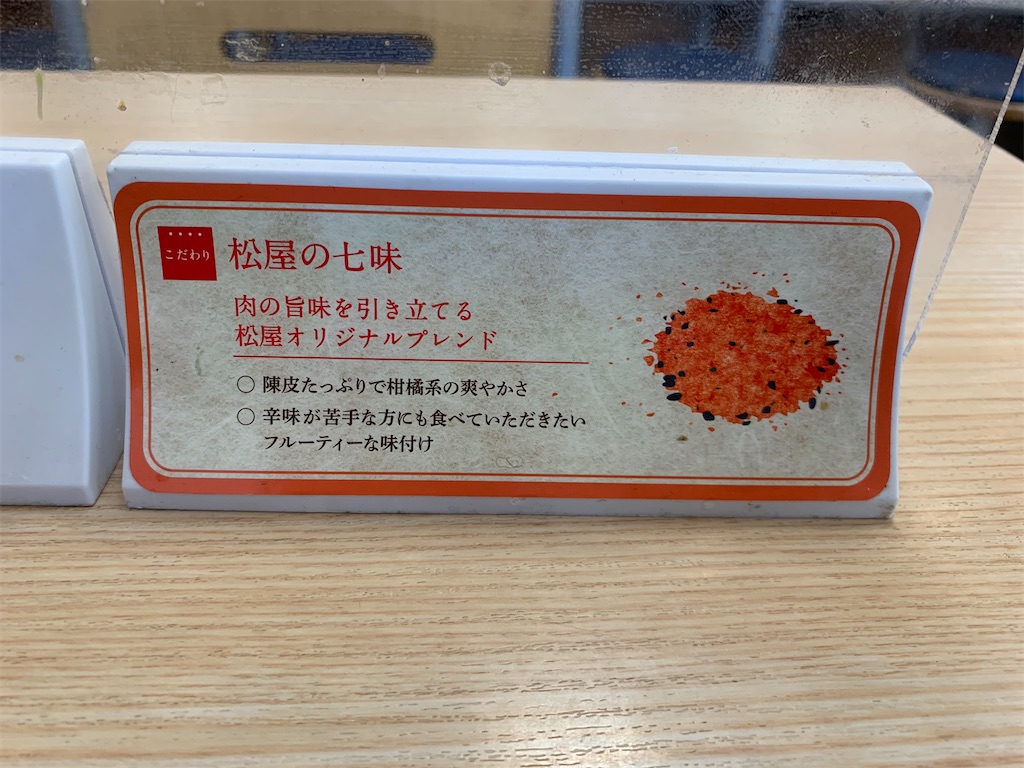 こだわり
松屋の七味
肉の旨味を引き立てる
松屋オリジナルブレンド
○ 陳皮たっぷりで柑橘系の爽やかさ
○ 辛味が苦手な方にも食べていただきたい
フルーティーな味付け